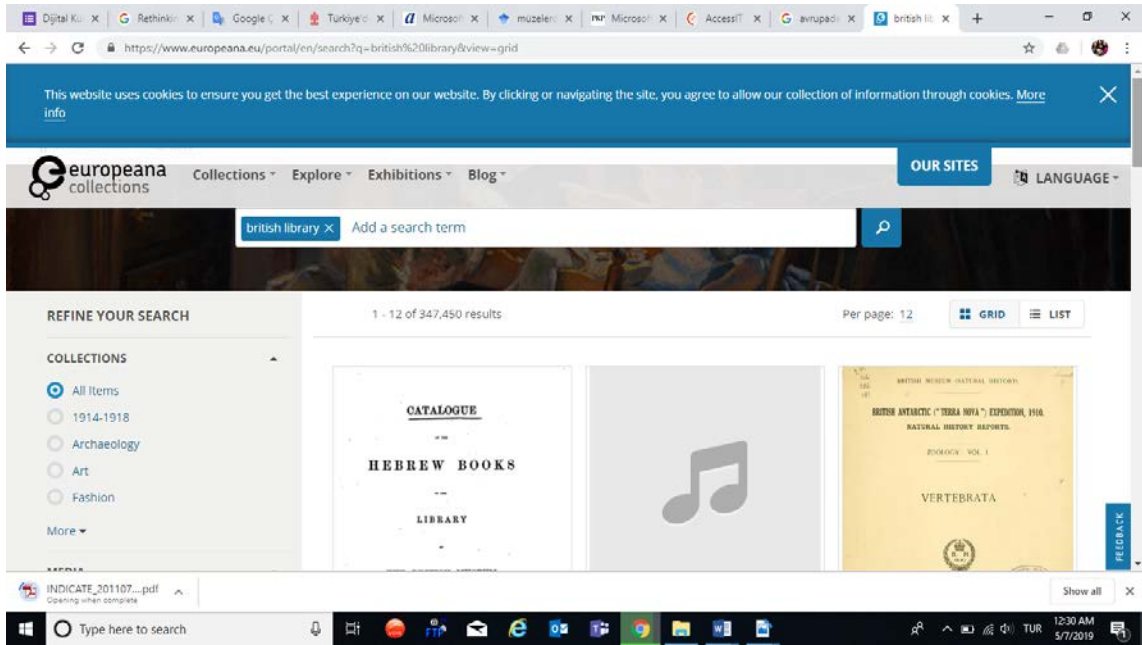 Dijital Ku
Rethinkin
Google Ç
Türkiye'd
Microsof
muzelerc
Microsof
AccessIT
avrupada
british lib
https://www.europeana.eu/portal/en/search?q=british%20library&view=grid
This website uses cookies to ensure you get the best experience on our website. By clicking or navigating the site, you agree to allow our collection of information through cookies. More
info
OUR SITES
europeana
collections
Collections
Explore
Exhibitions
Blog
LANGUAGE
british library
Add a search term
REFINE YOUR SEARCH
1 - 12 of 347,450 results
Per page: 12
GRID
LIST
COLLECTIONS
All Items
1914-1918
Archaeology
Art
Fashion
More
CATALOGUE
HEBREW BOOKS
LIBRARY
BRITISH MUSEUM (NATURAL HISTORY).
BRITISH ANTARCTIC ("TERRA NOVA") EXPEDITION, 1910.
NATURAL HISTORY REPORTS.
ZOOLOGY. VOL. I
VERTEBRATA
FEEDBACK
INDICATE_201107....pdf
Opening when complete
Show all
Type here to search
FTP
TUR
12:30 AM
5/7/2019